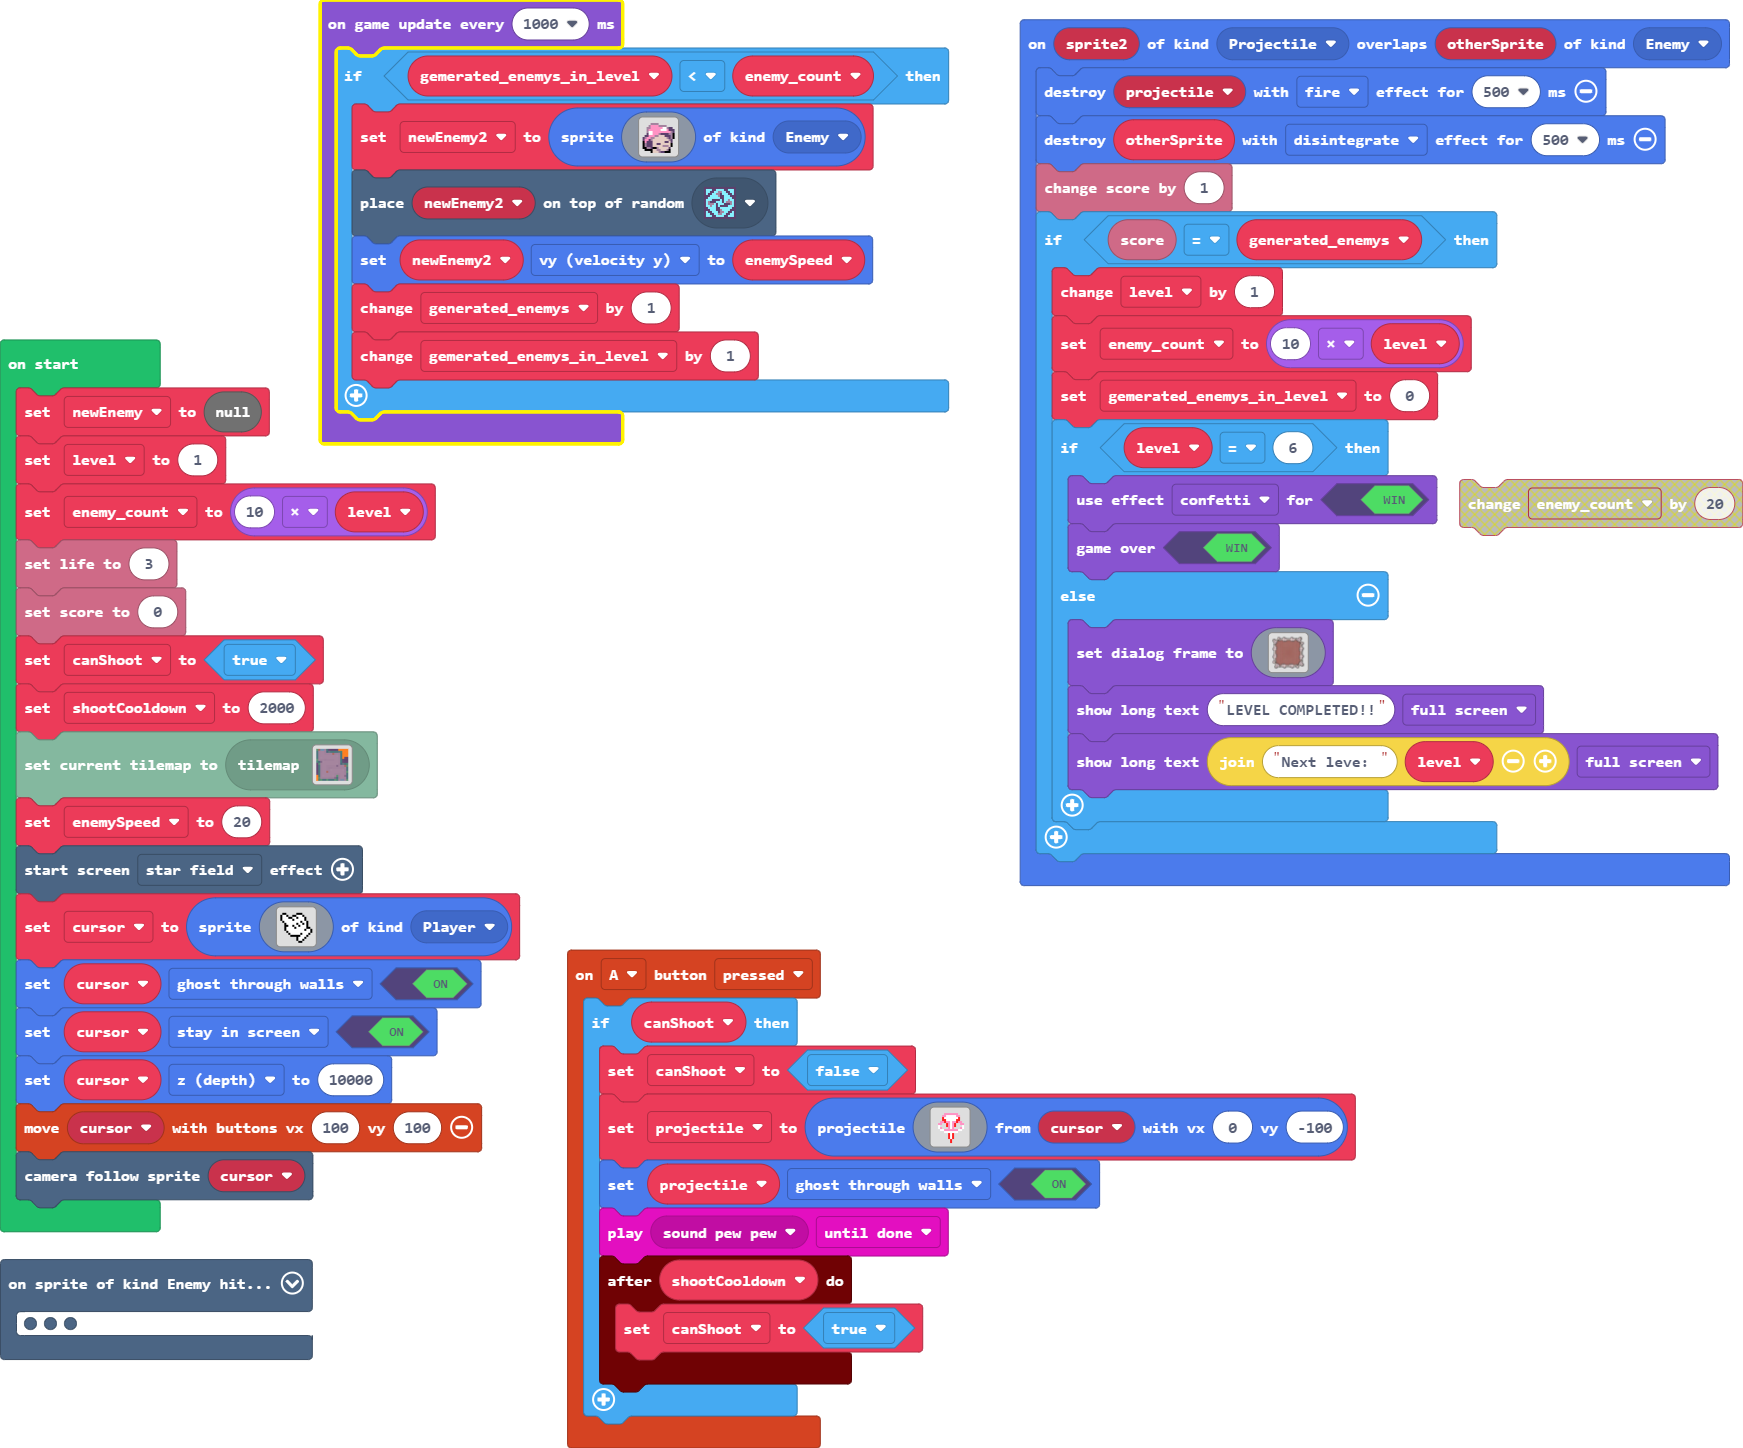 on game update every 1000 ms
if gemerated_enemys_in_level < enemy_count then
set newEnemy2 to sprite of kind Enemy
place newEnemy2 on top of random
set newEnemy2 vy (velocity y) to enemySpeed
change generated_enemys by 1
change gemerated_enemys_in_level by 1
on start
set newEnemy to null
set level to 1
set enemy_count to 10 × level
set life to 3
set score to 0
set canShoot to true
set shootCooldown to 2000
set current tilemap to tilemap
set enemySpeed to 20
start screen star field effect
set cursor to sprite of kind Player
set cursor ghost through walls ON
set cursor stay in screen ON
set cursor z (depth) to 10000
move cursor with buttons vx 100 vy 100
camera follow sprite cursor
on sprite of kind Enemy hit...
on sprite2 of kind Projectile overlaps otherSprite of kind Enemy
destroy projectile with fire effect for 500 ms
destroy otherSprite with disintegrate effect for 500 ms
change score by 1
if score = generated_enemys then
change level by 1
set enemy_count to 10 × level
set gemerated_enemys_in_level to 0
if level = 6 then
use effect confetti for WIN
game over WIN
else
set dialog frame to
show long text "LEVEL COMPLETED!!" full screen
show long text join "Next leve: " level full screen
change enemy_count by 20
on A button pressed
if canShoot then
set canShoot to false
set projectile to projectile from cursor with vx 0 vy -100
set projectile ghost through walls ON
play sound pew pew until done
after shootCooldown do
set canShoot to true